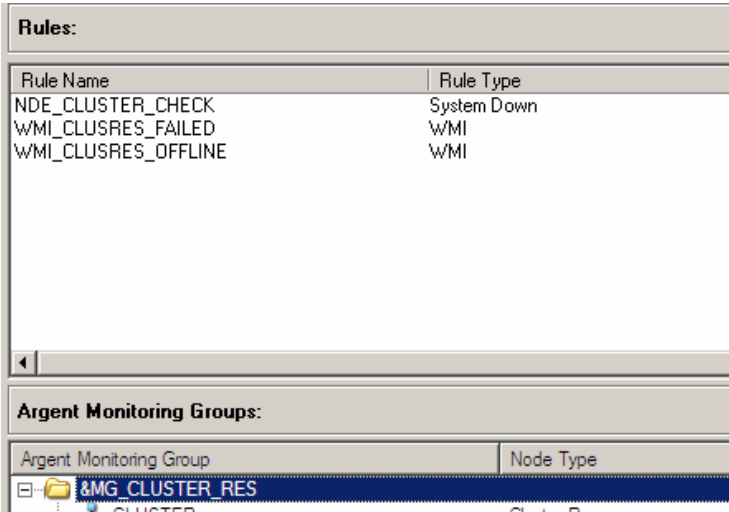 Rules:
Rule Name Rule Type
NDE_CLUSTER_CHECK System Down
WMI_CLUSRES_FAILED WMI
WMI_CLUSRES_OFFLINE WMI
Argent Monitoring Groups:
Argent Monitoring Group Node Type
&MG_CLUSTER_RES
CLUSTER